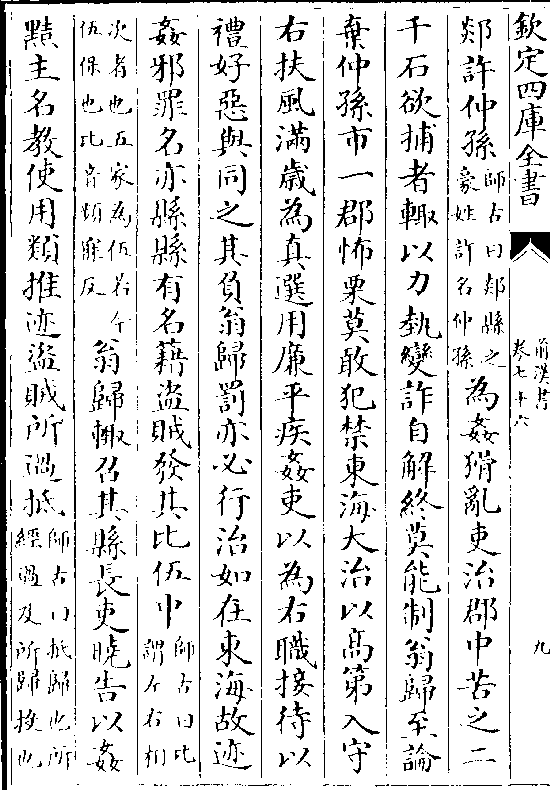 欽定四庫全書
前漢書
卷七十六
九
郯許仲孫師古曰郯縣之豪姓許名仲孫為姦猾亂吏治郡中苦之二
千石欲捕者輒以力埶變詐自解終莫能制翁歸至論
棄仲孫市一郡怖栗莫敢犯禁東海大治以高第入守
右扶風滿歲為真選用廉平疾姦吏以為右職接待以
禮好惡與同之其負翁歸罰亦必行治如在東海故迹
姦邪罪名亦縣縣有名籍盜賊發其比伍中師古曰比謂左右相
次者也五家為伍若今伍保也比音頻寐反翁歸輒召其縣長吏曉告以姦
黠主名教使用類推迹盜賊所過抵師古曰抵歸也所經過及所歸投也